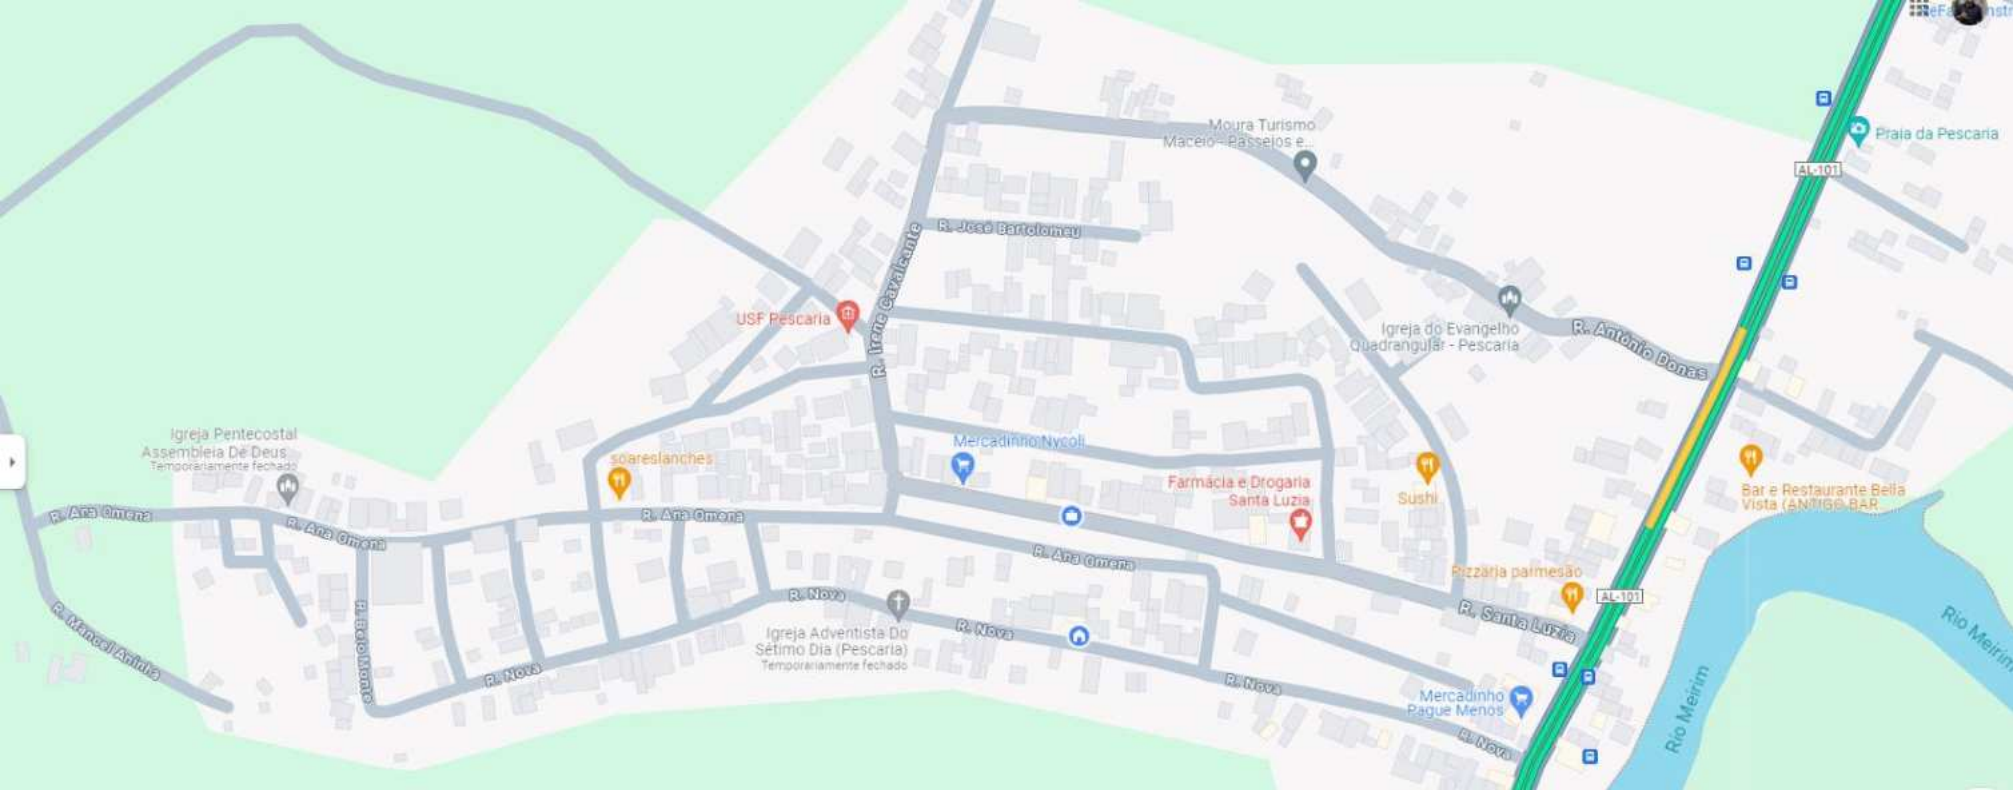 Moura Turismo
Maceió - Passeios e...
Praia da Pescaria
AL-101
R. José Bartolomeu
R. Irene Cavalcante
USF Pescaria
Igreja do Evangelho
Quadrangular - Pescaria
R. Antônio Donas
Igreja Pentecostal
Assembleia De Deus
Temporariamente fechado
soareslanches
Mercadinho Nycoli
Farmácia e Drogaria
Santa Luzia
Sushi
Bar e Restaurante Bella
Vista (ANTIGO BAR
R. Ana Omena
R. Ana Omena
R. Ana Omena
R. Ana Omena
Pizzaria parmesão
AL-101
R. Santa Luzia
R. Manoel Aninha
R. Belo Monte
R. Nova
R. Nova
R. Nova
Igreja Adventista Do
Sétimo Dia (Pescaria)
Temporariamente fechado
R. Nova
R. Nova
Mercadinho
Pague Menos
Rio Meirim
Rio Meirim